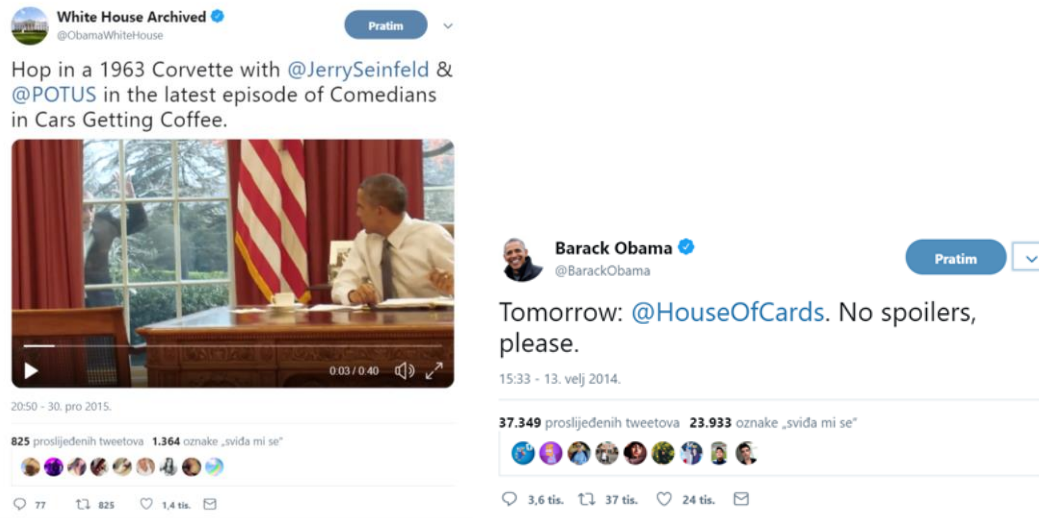 White House Archived
@ObamaWhiteHouse
Pratim
Hop in a 1963 Corvette with @JerrySeinfeld &
@POTUS in the latest episode of Comedians
in Cars Getting Coffee.
0:03 / 0:40
20:50 - 30. pro 2015.
825 proslijeđenih tweetova 1.364 oznake „sviđa mi se”
77 825 1,4 tis.
Barack Obama
@BarackObama
Pratim
Tomorrow: @HouseOfCards. No spoilers,
please.
15:33 - 13. velj 2014.
37.349 proslijeđenih tweetova 23.933 oznake „sviđa mi se”
3,6 tis. 37 tis. 24 tis.